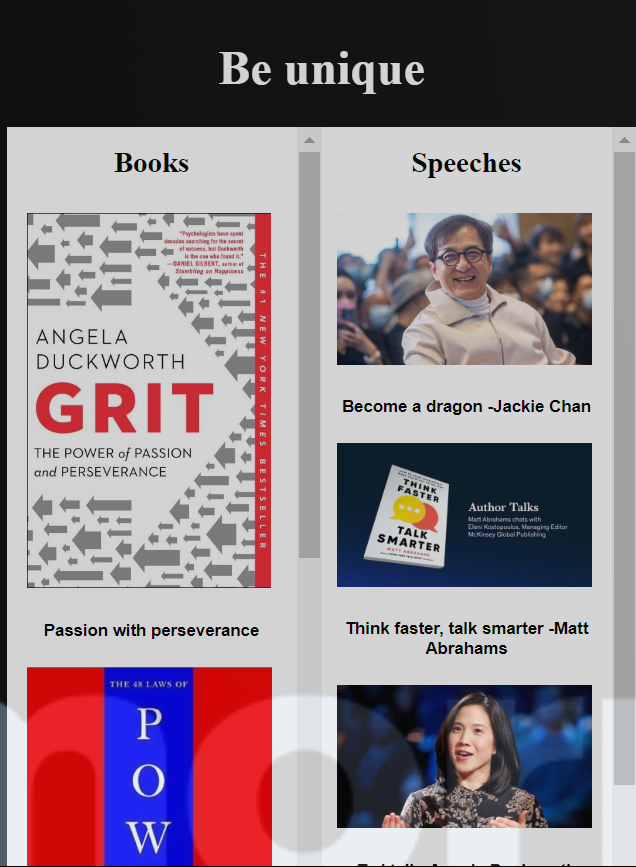 Be unique
Books
"Psychologists have spent
decades searching for the secret
of success, but Duckworth
is the one who found it."
—DANIEL GILBERT, author of
Stumbling on Happiness
THE #1 NEW YORK TIMES BESTSELLER
ANGELA
DUCKWORTH
GRIT
THE POWER of PASSION
and PERSEVERANCE
Passion with perseverance
THE 48 LAWS OF
P
O
W
Speeches
Become a dragon -Jackie Chan
THINK
FASTER
TALK
SMARTER
MATT ABRAHAMS
Author Talks
Matt Abrahams chats with
Eleni Kostopoulos, Managing Editor
McKinsey Global Publishing
Think faster, talk smarter -Matt
Abrahams